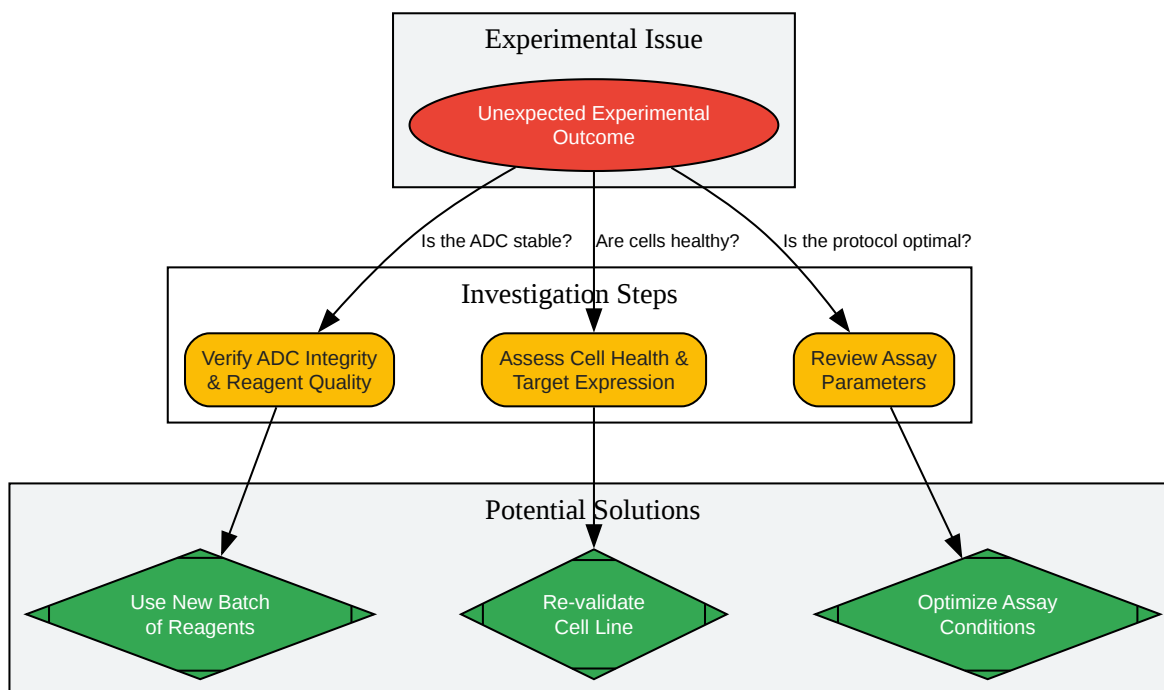 Experimental Issue
Unexpected Experimental
Outcome
Is the ADC stable?
Are cells healthy?
Is the protocol optimal?
Investigation Steps
Verify ADC Integrity
& Reagent Quality
Assess Cell Health &
Target Expression
Review Assay
Parameters
Potential Solutions
Use New Batch
of Reagents
Re-validate
Cell Line
Optimize Assay
Conditions